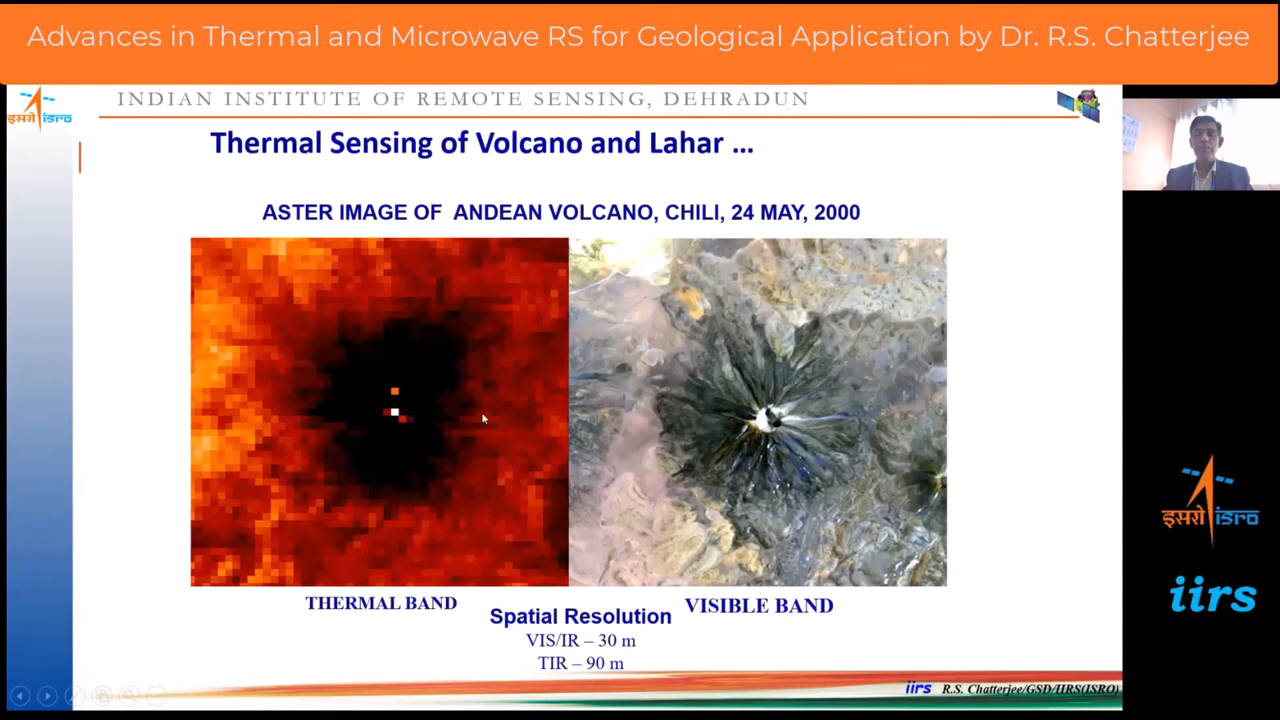 Advances in Thermal and Microwave RS for Geological Application by Dr. R.S. Chatterjee
INDIAN INSTITUTE OF REMOTE SENSING, DEHRADUN
इसरो isro
Thermal Sensing of Volcano and Lahar ...
ASTER IMAGE OF ANDEAN VOLCANO, CHILI, 24 MAY, 2000
THERMAL BAND
VISIBLE BAND
Spatial Resolution
VIS/IR – 30 m
TIR – 90 m
इसरो isro
iirs
iirs R.S. Chatterjee/GSD/IIRS(ISRO)